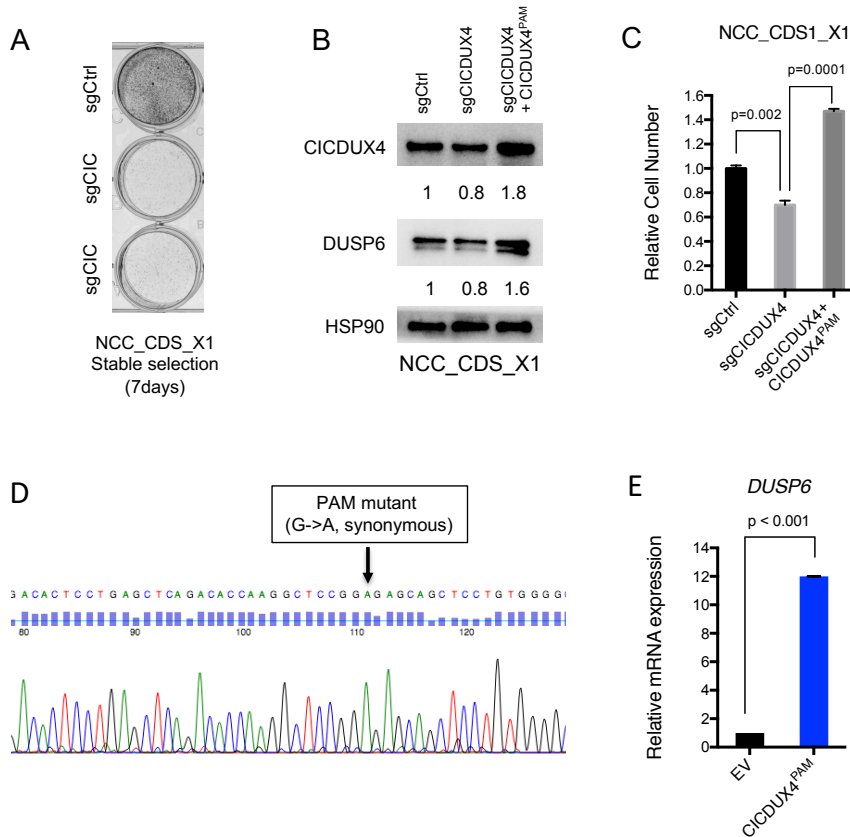 A
sgCtrl
sgCIC
sgCIC
NCC_CDS_X1
Stable selection
(7days)
B
sgCtrl
sgCICDUX4
sgCICDUX4
+ CICDUX4PAM
CICDUX4
1 0.8 1.8
DUSP6
1 0.8 1.6
HSP90
NCC_CDS_X1
C
NCC_CDS1_X1
p=0.0001
p=0.002
Relative Cell Number
1.6
1.4
1.2
1.0
0.8
0.6
0.4
0.2
0.0
sgCtrl
sgCICDUX4
sgCICDUX4+
CICDUX4PAM
D
PAM mutant
(G->A, synonymous)
G A C A C T C C T G A G C T C A G A C A C C A A G G C T C C G G A G A G C A G C T C C T G T G G G G
80 90 100 110 120
E
DUSP6
p < 0.001
Relative mRNA expression
14
12
10
8
6
4
2
0
EV
CICDUX4PAM